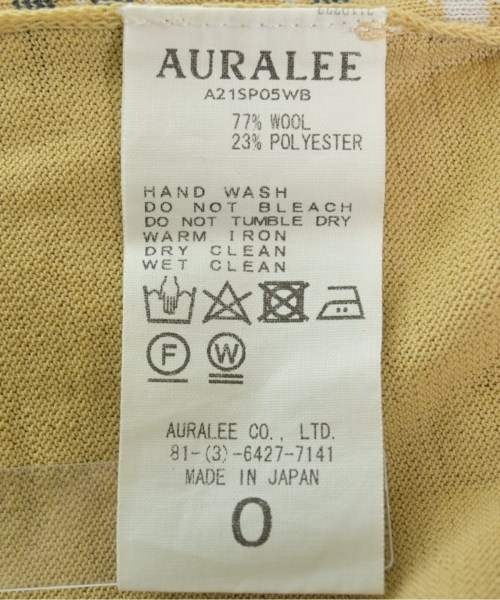 AURALEE
A21SP05WB
77% WOOL
23% POLYESTER
HAND WASH
DO NOT BLEACH
DO NOT TUMBLE DRY
WARM IRON
DRY CLEAN
WET CLEAN
F W
AURALEE CO., LTD.
81-(3)-6427-7141
MADE IN JAPAN
0